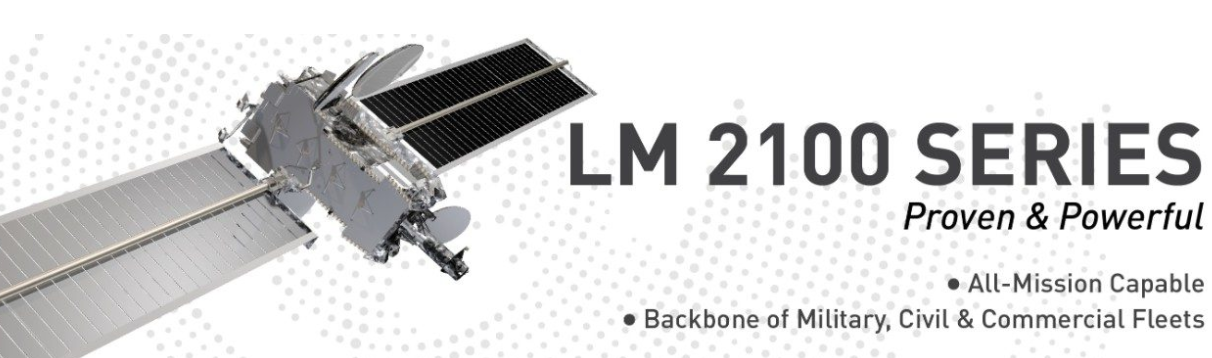 LM 2100 SERIES
Proven & Powerful
• All-Mission Capable
• Backbone of Military, Civil & Commercial Fleets